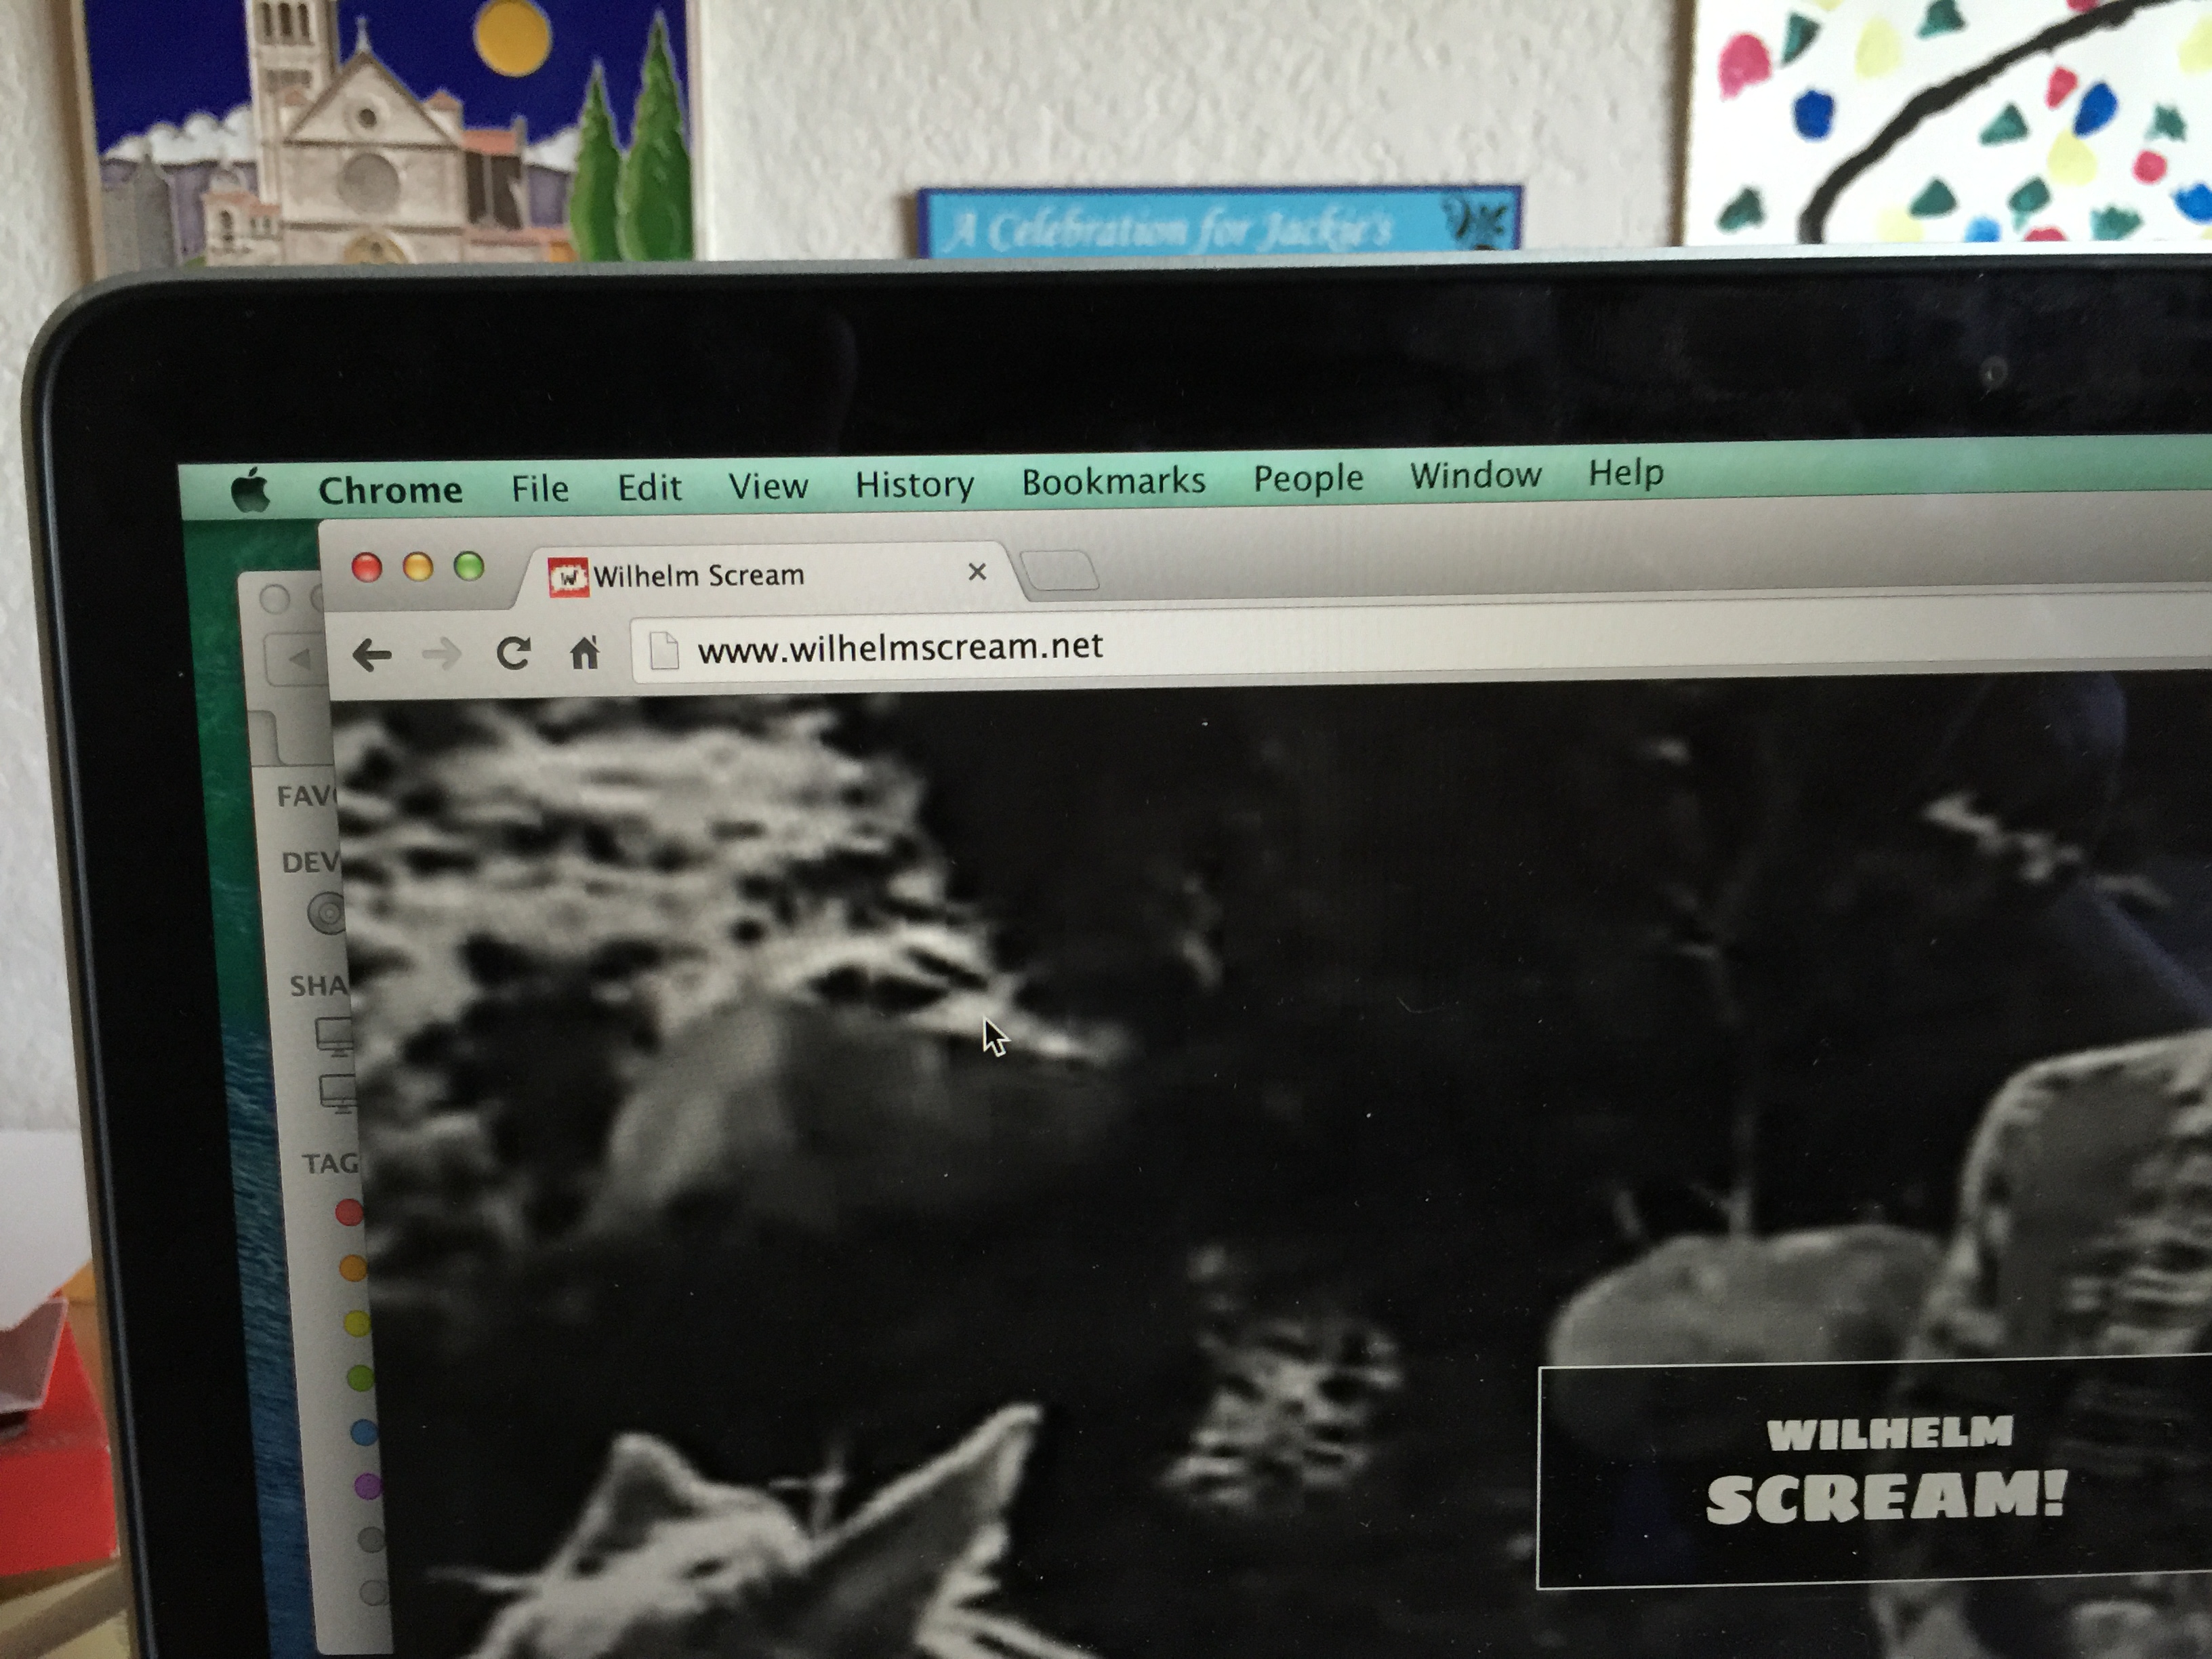 A Celebration for Jackie's
Chrome File Edit View History Bookmarks People Window Help
W Wilhelm Scream
www.wilhelmscream.net
FAV
DEV
SHA
TAG
WILHELM
SCREAM!